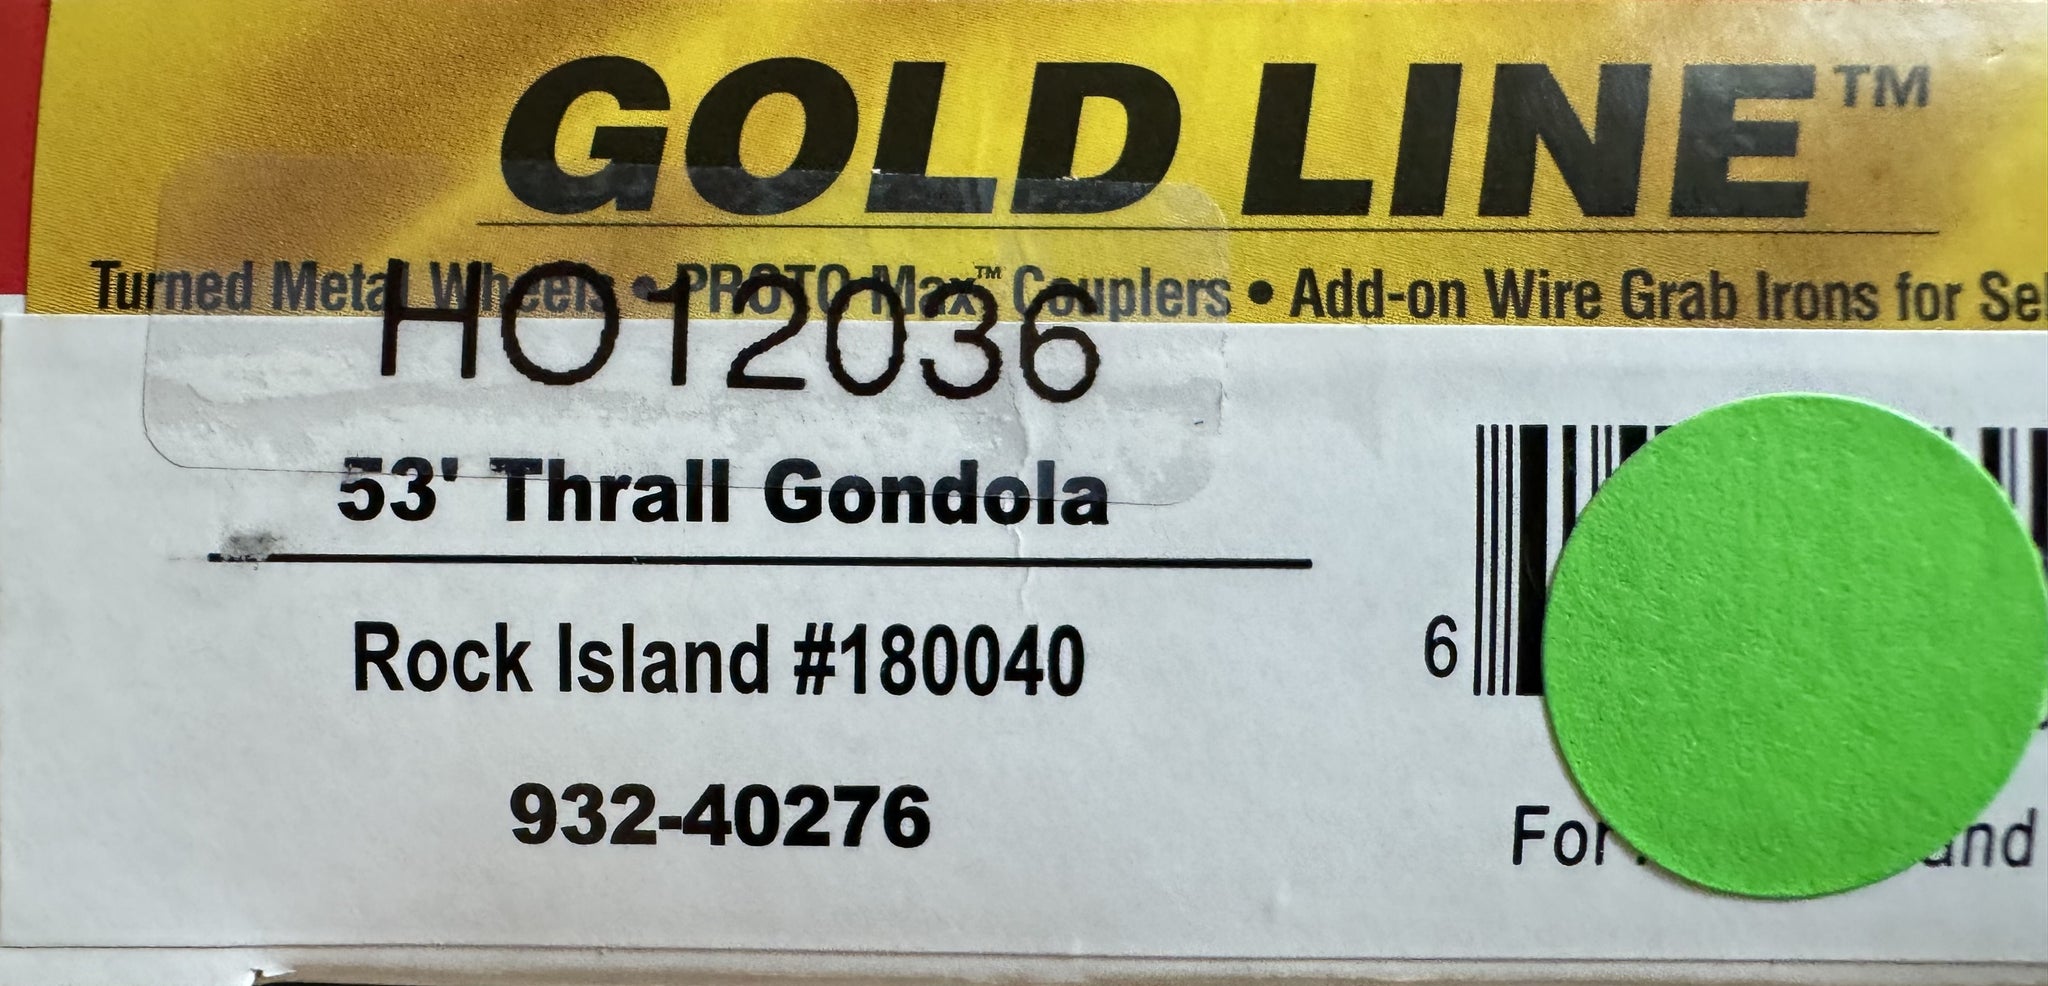 GOLD LINE™
Turned Metal Wheels • PROTO Max™ Couplers • Add-on Wire Grab Irons for Sel
HO12036
53' Thrall Gondola
Rock Island #180040
6
932-40276
For